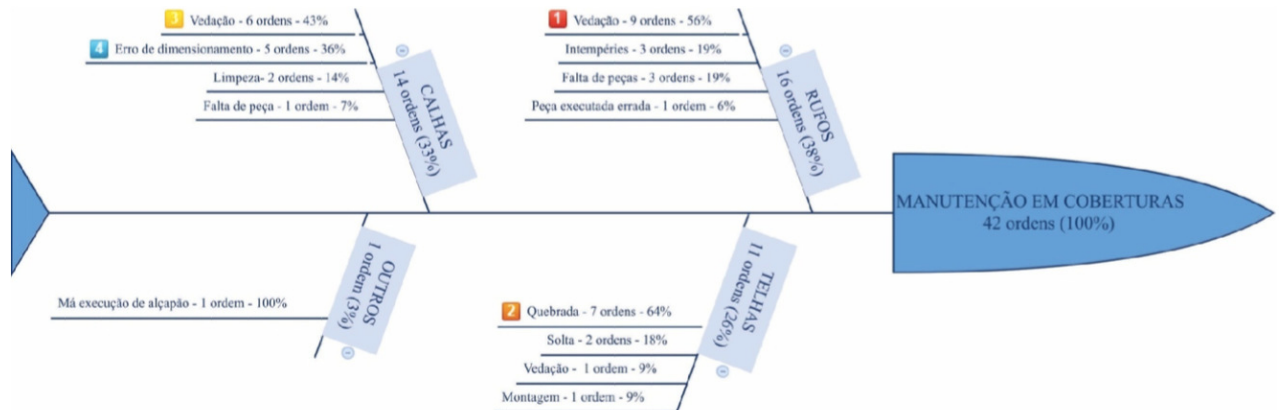 3 Vedação - 6 ordens - 43%
4 Erro de dimensionamento - 5 ordens - 36%
Limpeza- 2 ordens - 14%
Falta de peça - 1 ordem - 7%
CALHAS
14 ordens (33%)
1 Vedação - 9 ordens - 56%
Intempéries - 3 ordens - 19%
Falta de peças - 3 ordens - 19%
Peça executada errada - 1 ordem - 6%
RUFOS
16 ordens (38%)
MANUTENÇÃO EM COBERTURAS
42 ordens (100%)
Má execução de alçapão - 1 ordem - 100%
OUTROS
1 ordem (3%)
2 Quebrada - 7 ordens - 64%
Solta - 2 ordens - 18%
Vedação - 1 ordem - 9%
Montagem - 1 ordem - 9%
TELHAS
11 ordens (26%)